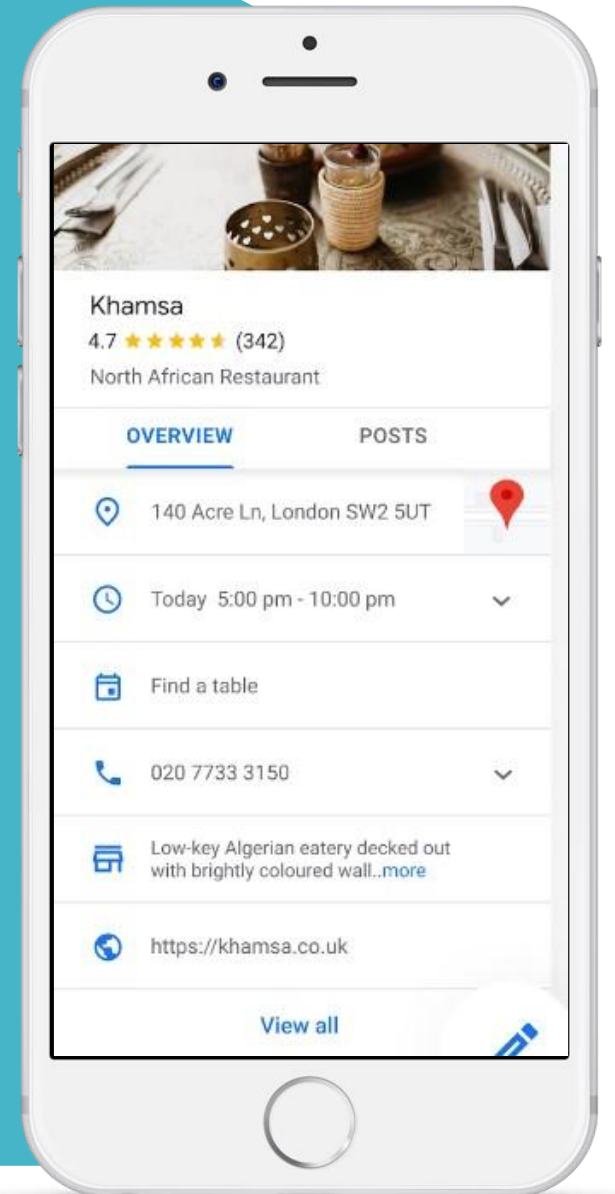 Khamsa
4.7 (342)
North African Restaurant
OVERVIEW POSTS
140 Acre Ln, London SW2 5UT
Today 5:00 pm - 10:00 pm
Find a table
020 7733 3150
Low-key Algerian eatery decked out
with brightly coloured wall..more
https://khamsa.co.uk
View all